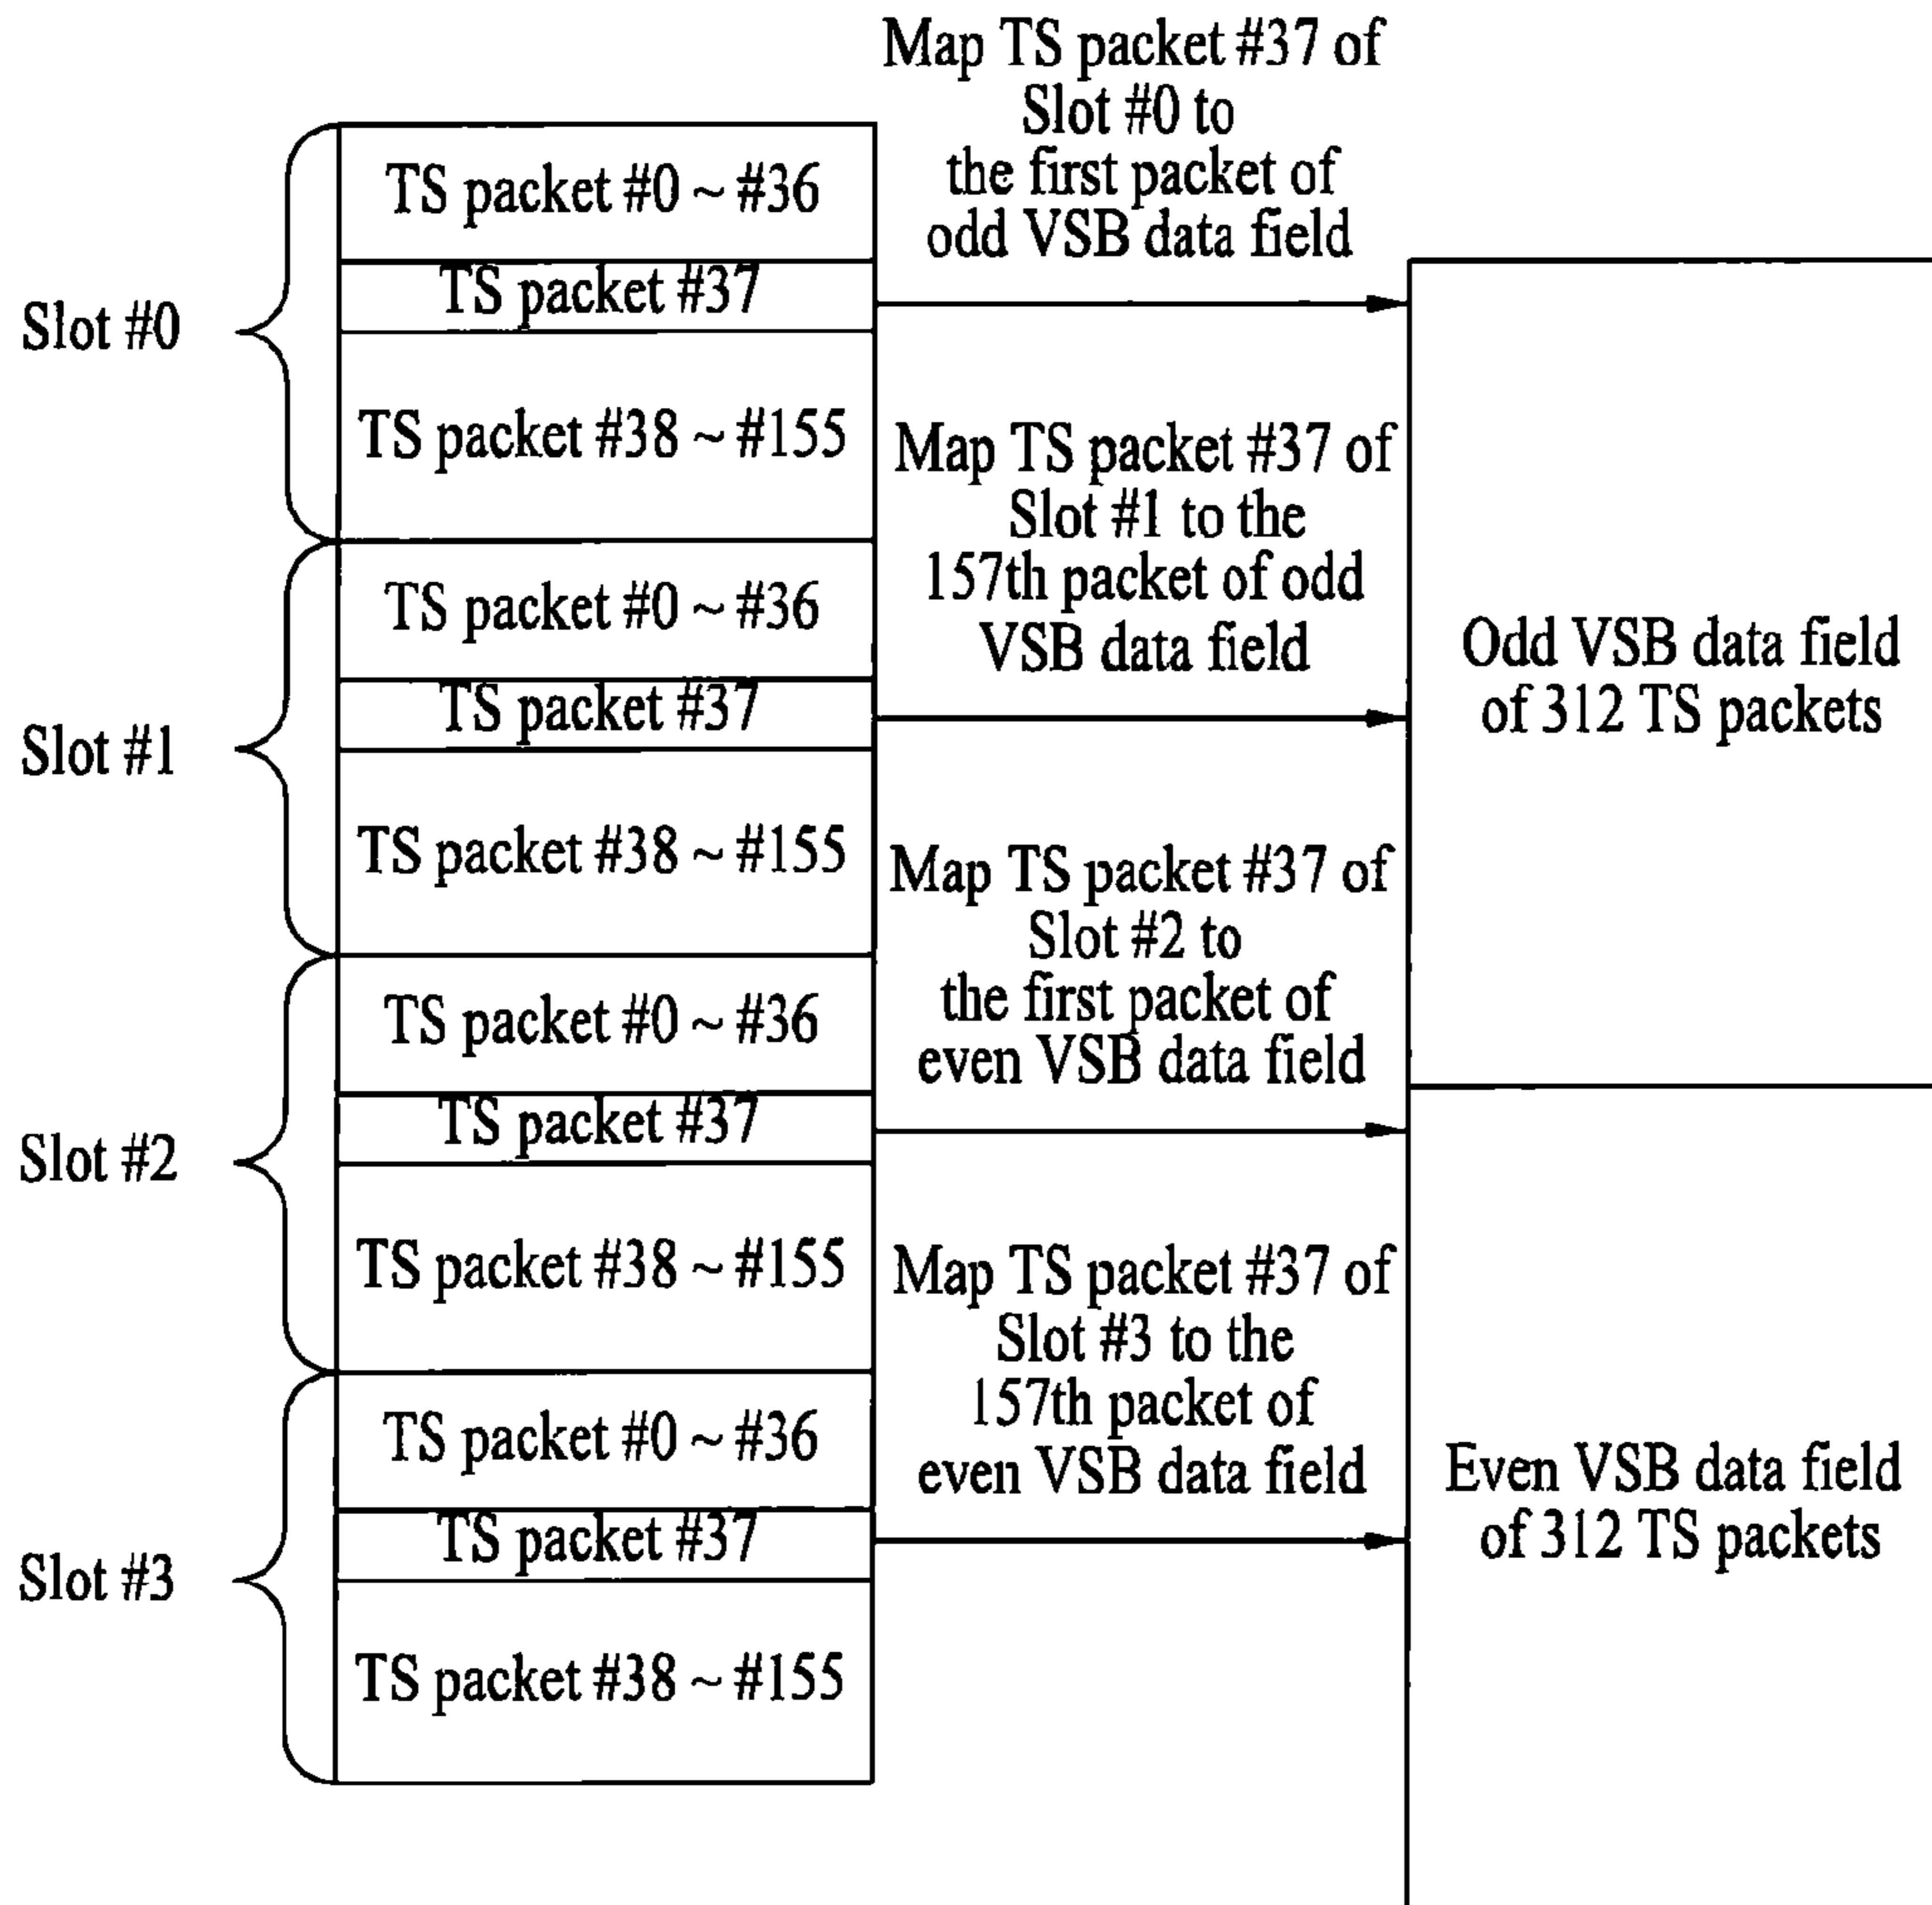 Map TS packet #37 of
Slot #0 to
the first packet of
odd VSB data field
TS packet #0 ~ #36
TS packet #37
Slot #0
TS packet #38 ~ #155
Map TS packet #37 of
Slot #1 to the
157th packet of odd
VSB data field
TS packet #0 ~ #36
Odd VSB data field
of 312 TS packets
TS packet #37
Slot #1
TS packet #38 ~ #155
Map TS packet #37 of
Slot #2 to
the first packet of
even VSB data field
TS packet #0 ~ #36
TS packet #37
Slot #2
TS packet #38 ~ #155
Map TS packet #37 of
Slot #3 to the
157th packet of
even VSB data field
TS packet #0 ~ #36
Even VSB data field
of 312 TS packets
TS packet #37
Slot #3
TS packet #38 ~ #155